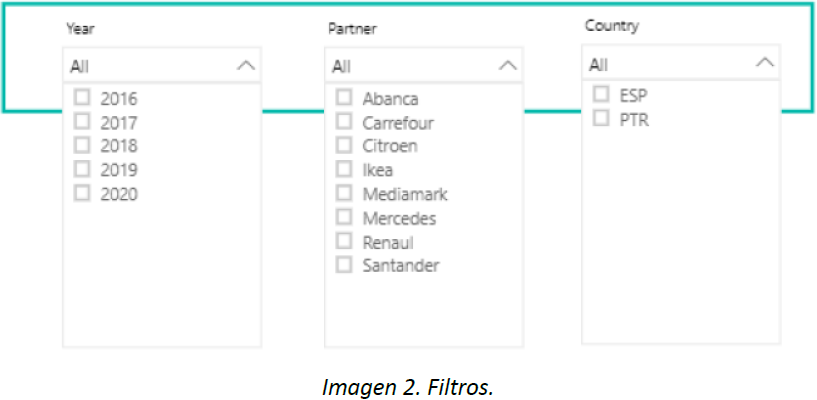 Year
All
2016
2017
2018
2019
2020
Partner
All
Abanca
Carrefour
Citroen
Ikea
Mediamark
Mercedes
Renaul
Santander
Country
All
ESP
PTR
Imagen 2. Filtros.